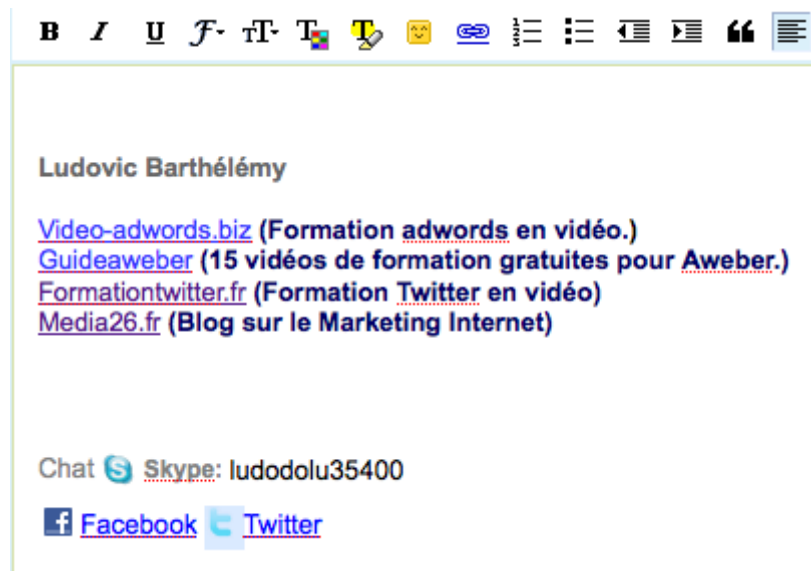 Ludovic Barthélémy
Video-adwords.biz (Formation adwords en vidéo.)
Guideaweber (15 vidéos de formation gratuites pour Aweber.)
Formationtwitter.fr (Formation Twitter en vidéo)
Media26.fr (Blog sur le Marketing Internet)
Chat Skype: ludodolu35400
Facebook Twitter